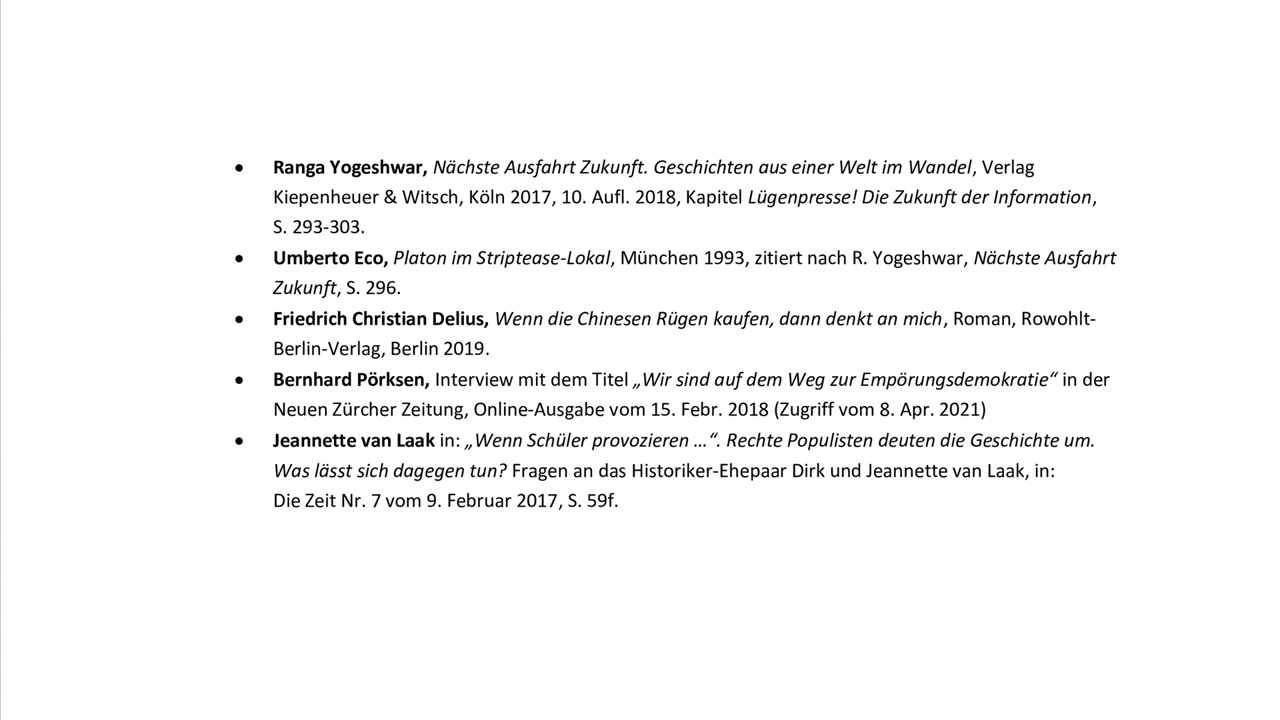 • Ranga Yogeshwar, Nächste Ausfahrt Zukunft. Geschichten aus einer Welt im Wandel, Verlag
Kiepenheuer & Witsch, Köln 2017, 10. Aufl. 2018, Kapitel Lügenpresse! Die Zukunft der Information,
S. 293-303.
• Umberto Eco, Platon im Striptease-Lokal, München 1993, zitiert nach R. Yogeshwar, Nächste Ausfahrt
Zukunft, S. 296.
• Friedrich Christian Delius, Wenn die Chinesen Rügen kaufen, dann denkt an mich, Roman, Rowohlt-
Berlin-Verlag, Berlin 2019.
• Bernhard Pörksen, Interview mit dem Titel „Wir sind auf dem Weg zur Empörungsdemokratie“ in der
Neuen Zürcher Zeitung, Online-Ausgabe vom 15. Febr. 2018 (Zugriff vom 8. Apr. 2021)
• Jeannette van Laak in: „Wenn Schüler provozieren …“. Rechte Populisten deuten die Geschichte um.
Was lässt sich dagegen tun? Fragen an das Historiker-Ehepaar Dirk und Jeannette van Laak, in:
Die Zeit Nr. 7 vom 9. Februar 2017, S. 59f.